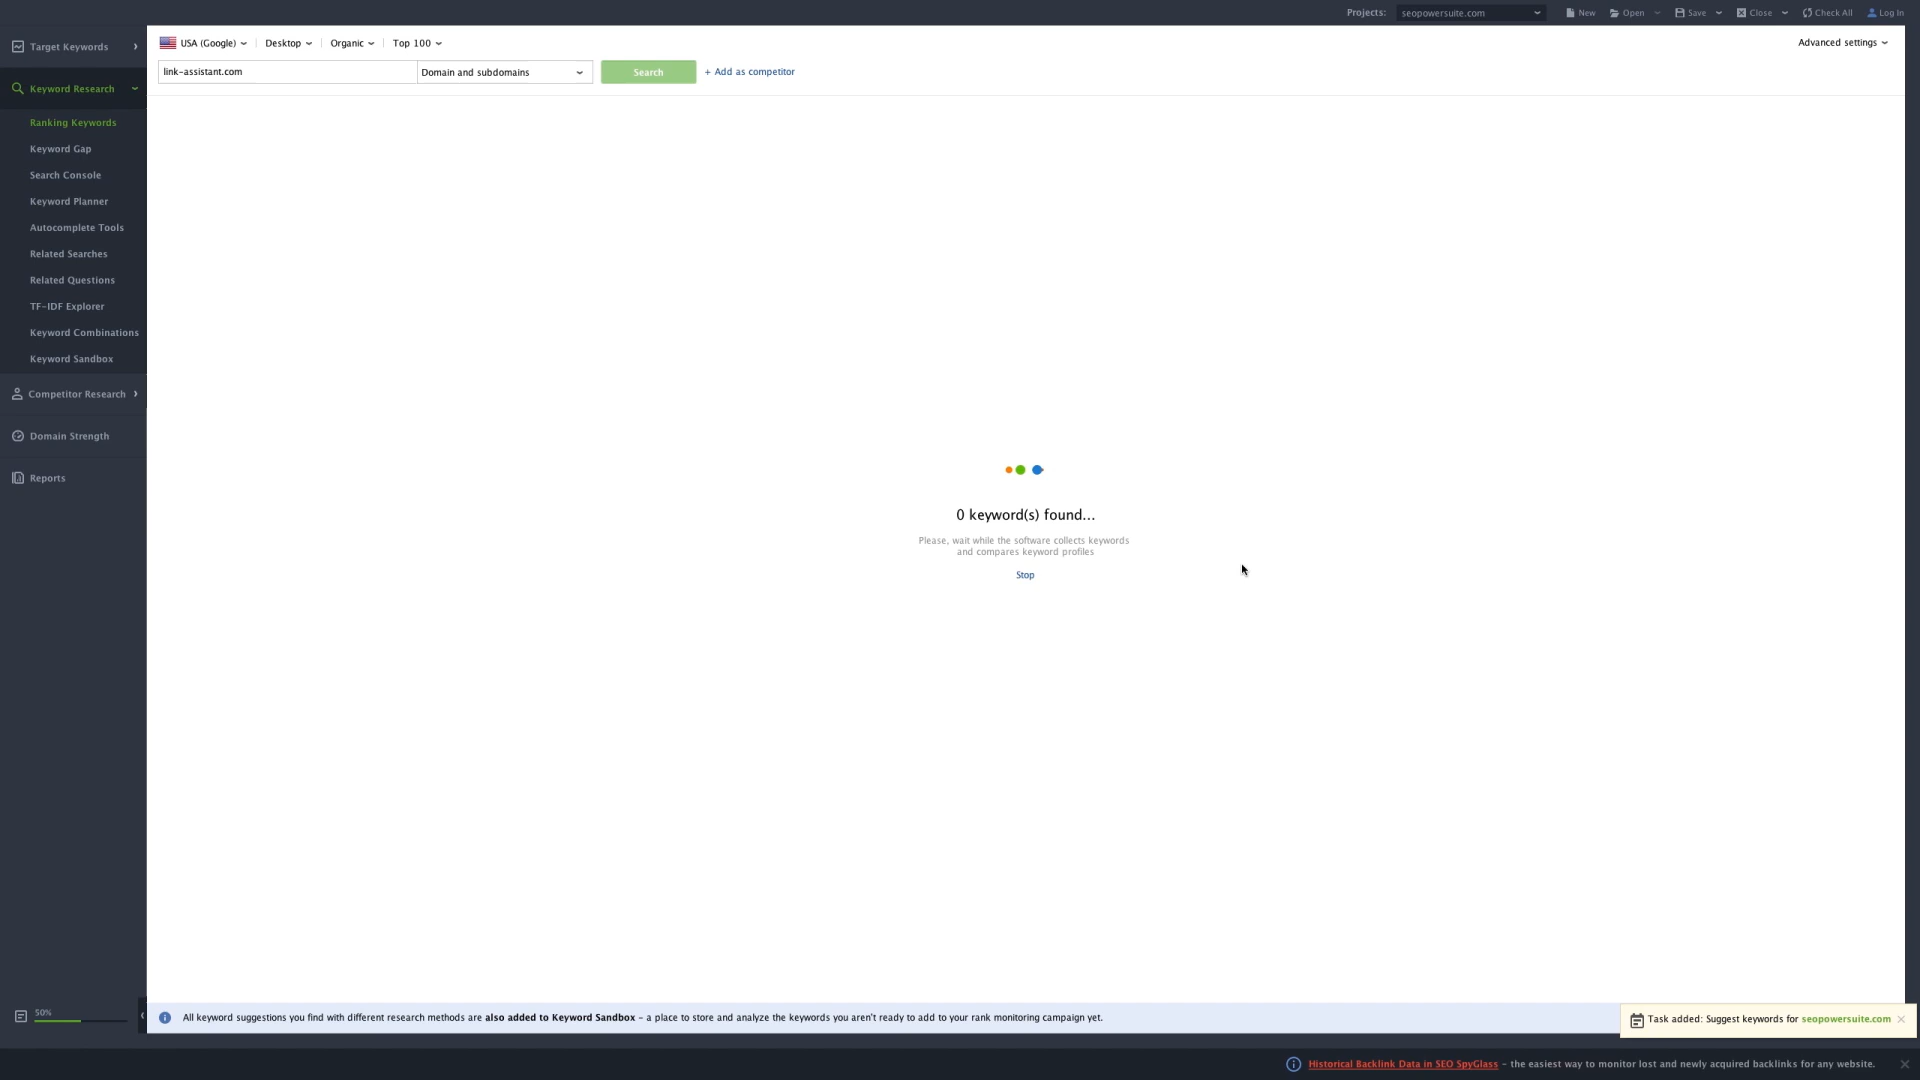 Projects: seopowersuite.com New Open Save Close Check All Log In
Target Keywords
USA (Google) Desktop Organic Top 100 Advanced settings
link-assistant.com Domain and subdomains Search + Add as competitor
Keyword Research
Ranking Keywords
Keyword Gap
Search Console
Keyword Planner
Autocomplete Tools
Related Searches
Related Questions
TF-IDF Explorer
Keyword Combinations
Keyword Sandbox
Competitor Research
Domain Strength
Reports
0 keyword(s) found...
Please, wait while the software collects keywords
and compares keyword profiles
Stop
50%
All keyword suggestions you find with different research methods are also added to Keyword Sandbox – a place to store and analyze the keywords you aren't ready to add to your rank monitoring campaign yet.
Task added: Suggest keywords for seopowersuite.com
Historical Backlink Data in SEO SpyGlass – the easiest way to monitor lost and newly acquired backlinks for any website.